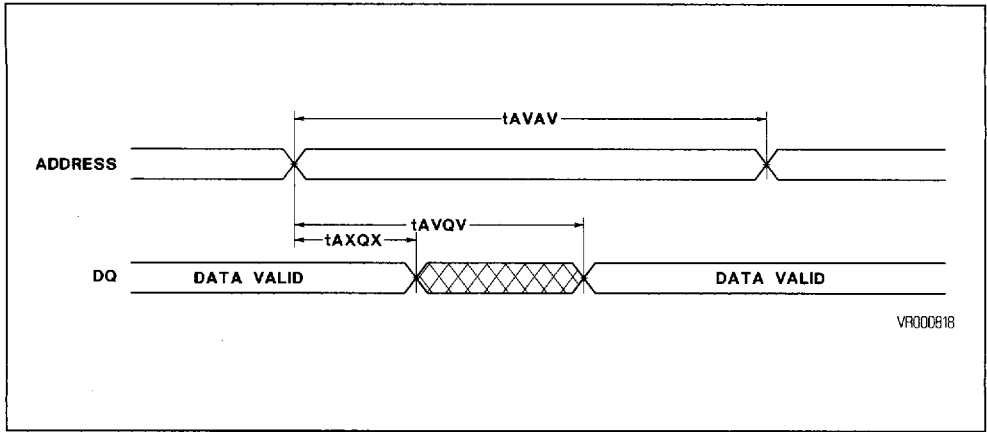 tAVAV
ADDRESS
tAVQV
tAXQX
DQ
DATA VALID
DATA VALID
VR000818